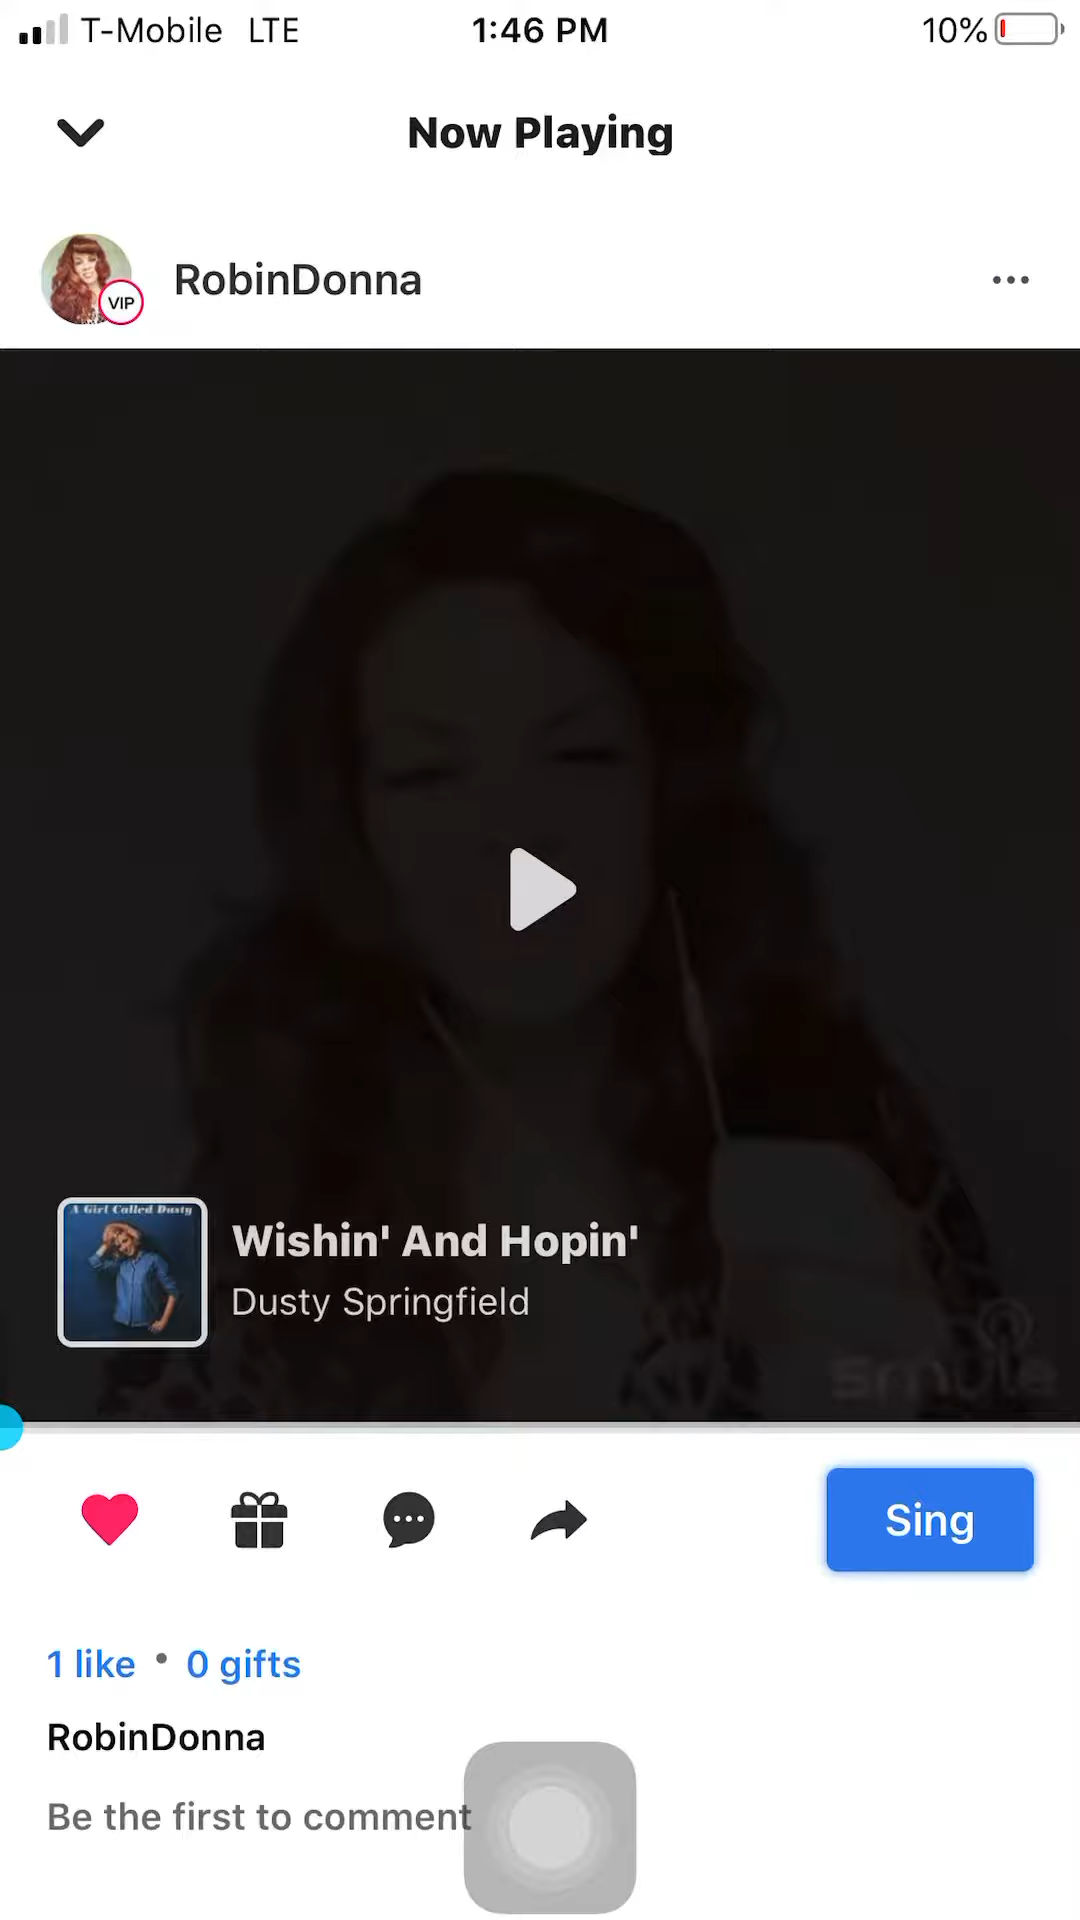 T-Mobile LTE 1:46 PM 10%
Now Playing
RobinDonna
VIP
A Girl Called Dusty
Wishin' And Hopin'
Dusty Springfield
smule
Sing
1 like • 0 gifts
RobinDonna
Be the first to comment